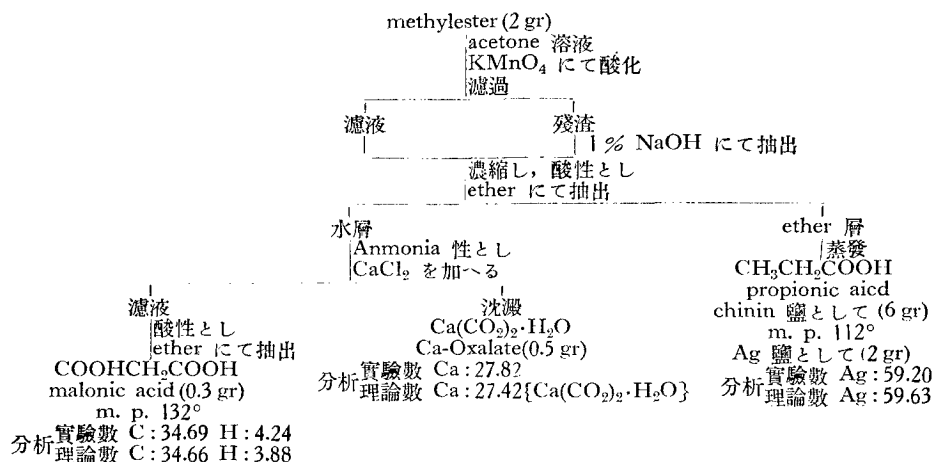 methylester (2 gr)
acetone 溶液
KMnO₄ にて酸化
濾過
濾液
殘渣
1% NaOH にて抽出
濃縮し，酸性とし
ether にて抽出
水層
Anmonia 性とし
CaCl₂ を加へる
ether 層
蒸發
CH₃CH₂COOH
propionic aicd
chinin 鹽として (6 gr)
m. p. 112°
Ag 鹽として (2 gr)
分析 實驗數 Ag : 59.20
理論數 Ag : 59.63
濾液
酸性とし
ether にて抽出
COOHCH₂COOH
malonic acid (0.3 gr)
m. p. 132°
分析 實驗數 C : 34.69 H : 4.24
理論數 C : 34.66 H : 3.88
沈澱
Ca(CO₂)₂·H₂O
Ca-Oxalate (0.5 gr)
分析 實驗數 Ca : 27.82
理論數 Ca : 27.42 {Ca(CO₂)₂·H₂O}